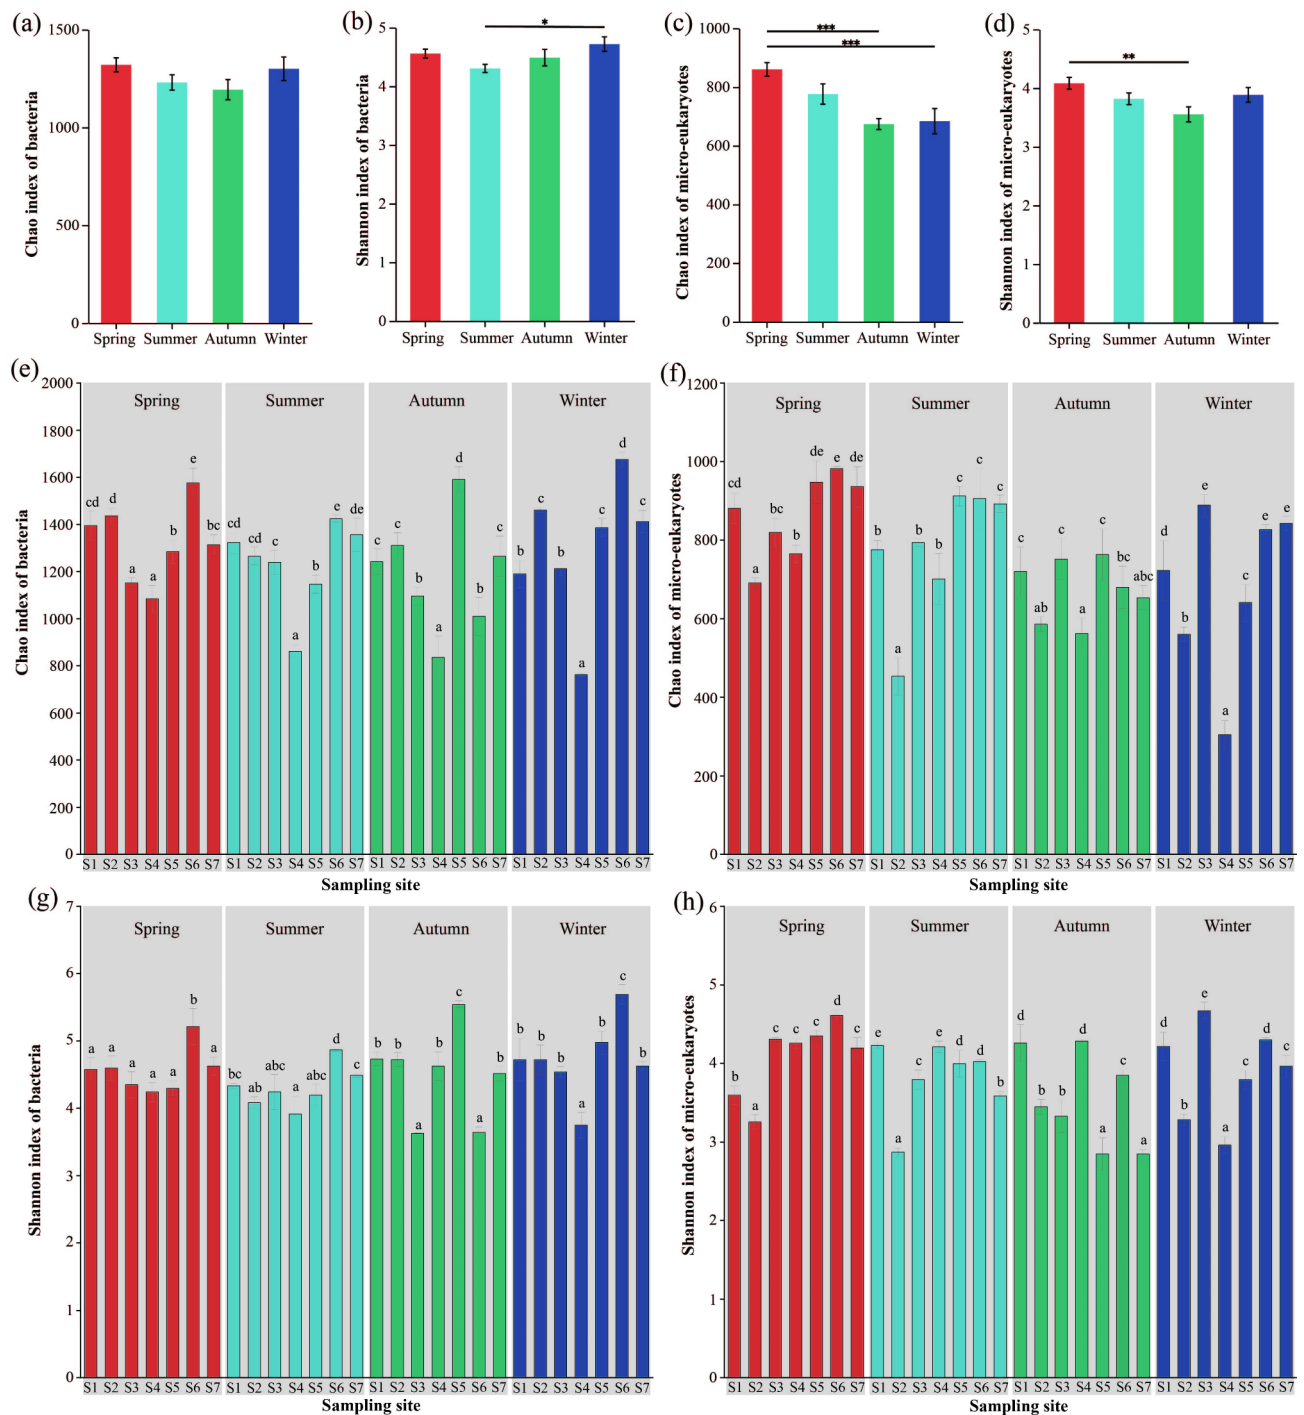 (a)
Chao index of bacteria
1500
1000
500
0
Spring Summer Autumn Winter
(b)
Shannon index of bacteria
5
4
3
2
1
0
*
Spring Summer Autumn Winter
(c)
Chao index of micro-eukaryotes
1000
800
600
400
200
0
***
***
Spring Summer Autumn Winter
(d)
Shannon index of micro-eukaryotes
5
4
3
2
1
0
**
Spring Summer Autumn Winter
(e)
Chao index of bacteria
2000
1800
1600
1400
1200
1000
800
600
400
200
0
Spring Summer Autumn Winter
cd d a a b e bc cd cd c a b e de c c b a d b c b c b a c d c
S1 S2 S3 S4 S5 S6 S7 S1 S2 S3 S4 S5 S6 S7 S1 S2 S3 S4 S5 S6 S7 S1 S2 S3 S4 S5 S6 S7
Sampling site
(f)
Chao index of micro-eukaryotes
1200
1000
800
600
400
200
0
Spring Summer Autumn Winter
cd a bc b de e de b a b b c c c c ab c a c bc abc d b e a c e e
S1 S2 S3 S4 S5 S6 S7 S1 S2 S3 S4 S5 S6 S7 S1 S2 S3 S4 S5 S6 S7 S1 S2 S3 S4 S5 S6 S7
Sampling site
(g)
Shannon index of bacteria
7
6
5
4
3
2
1
0
Spring Summer Autumn Winter
a a a a a b a bc ab abc a abc d c b b a b c a b b b b a b c b
S1 S2 S3 S4 S5 S6 S7 S1 S2 S3 S4 S5 S6 S7 S1 S2 S3 S4 S5 S6 S7 S1 S2 S3 S4 S5 S6 S7
Sampling site
(h)
Shannon index of micro-eukaryotes
6
5
4
3
2
1
0
Spring Summer Autumn Winter
b a c c c d c e a c e d d b d b b d a c a d b e a c d c
S1 S2 S3 S4 S5 S6 S7 S1 S2 S3 S4 S5 S6 S7 S1 S2 S3 S4 S5 S6 S7 S1 S2 S3 S4 S5 S6 S7
Sampling site